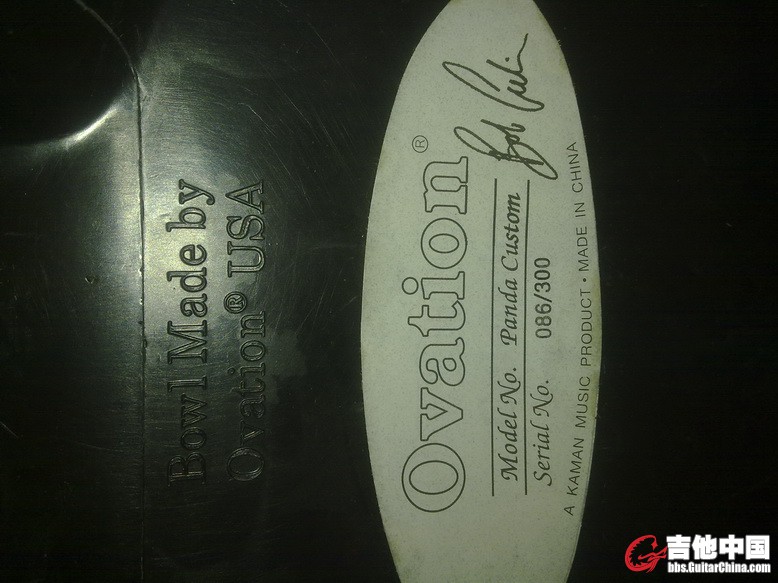 Bowl Made by
Ovation® USA
Ovation®
Model No. Panda Custom
Serial No. 086/300
A KAMAN MUSIC PRODUCT • MADE IN CHINA
吉他中国
bbs.GuitarChina.com